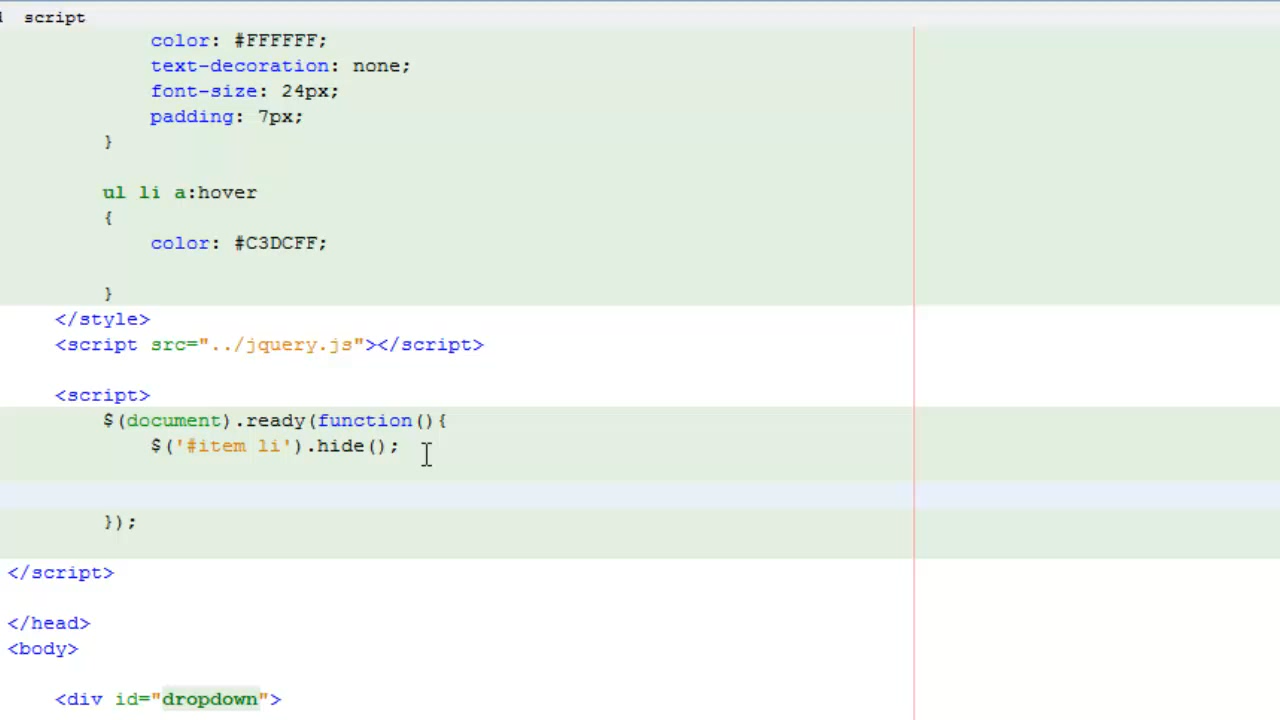 script
color: #FFFFFF;
text-decoration: none;
font-size: 24px;
padding: 7px;
}
ul li a:hover
{
color: #C3DCFF;
}
</style>
<script src="../jquery.js"></script>
<script>
$(document).ready(function(){
$('#item li').hide();
});
</script>
</head>
<body>
<div id="dropdown">